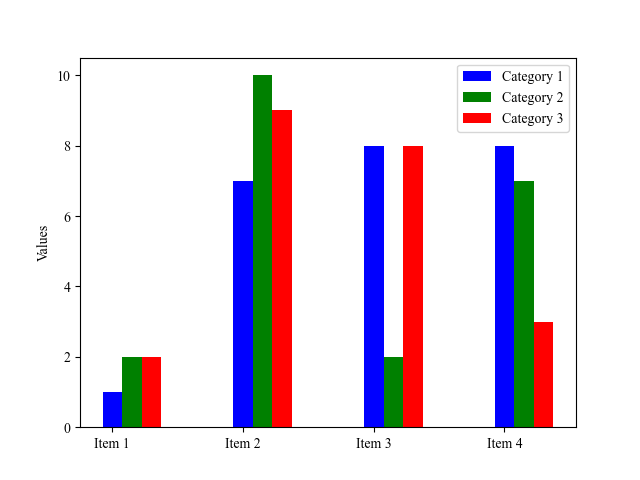 10
8
6
4
2
0
Values
Category 1
Category 2
Category 3
Item 1
Item 2
Item 3
Item 4